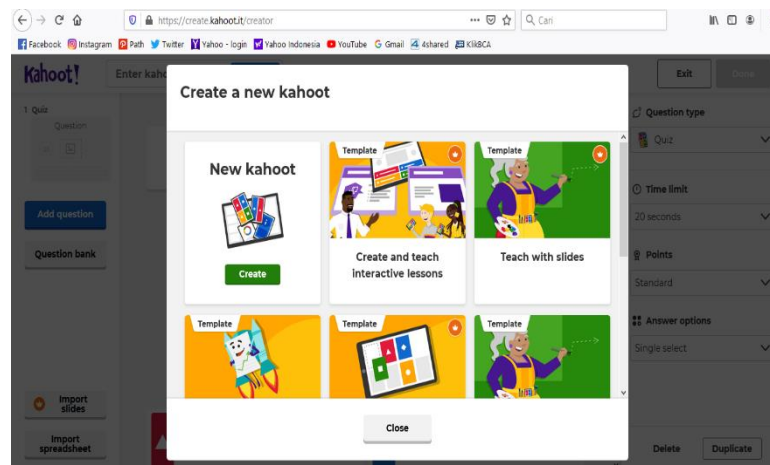 https://create.kahoot.it/creator
Cari
Facebook Instagram Path Twitter Yahoo - login Yahoo Indonesia YouTube Gmail 4shared KlikBCA
Kahoot!
Enter kaho
Exit
Done
Create a new kahoot
1 Quiz
Question
Add question
Question bank
Import slides
Import spreadsheet
New kahoot
Create
Template
Create and teach
interactive lessons
Template
Teach with slides
Template
Template
Template
Close
Question type
Quiz
Time limit
20 seconds
Points
Standard
Answer options
Single select
Delete
Duplicate